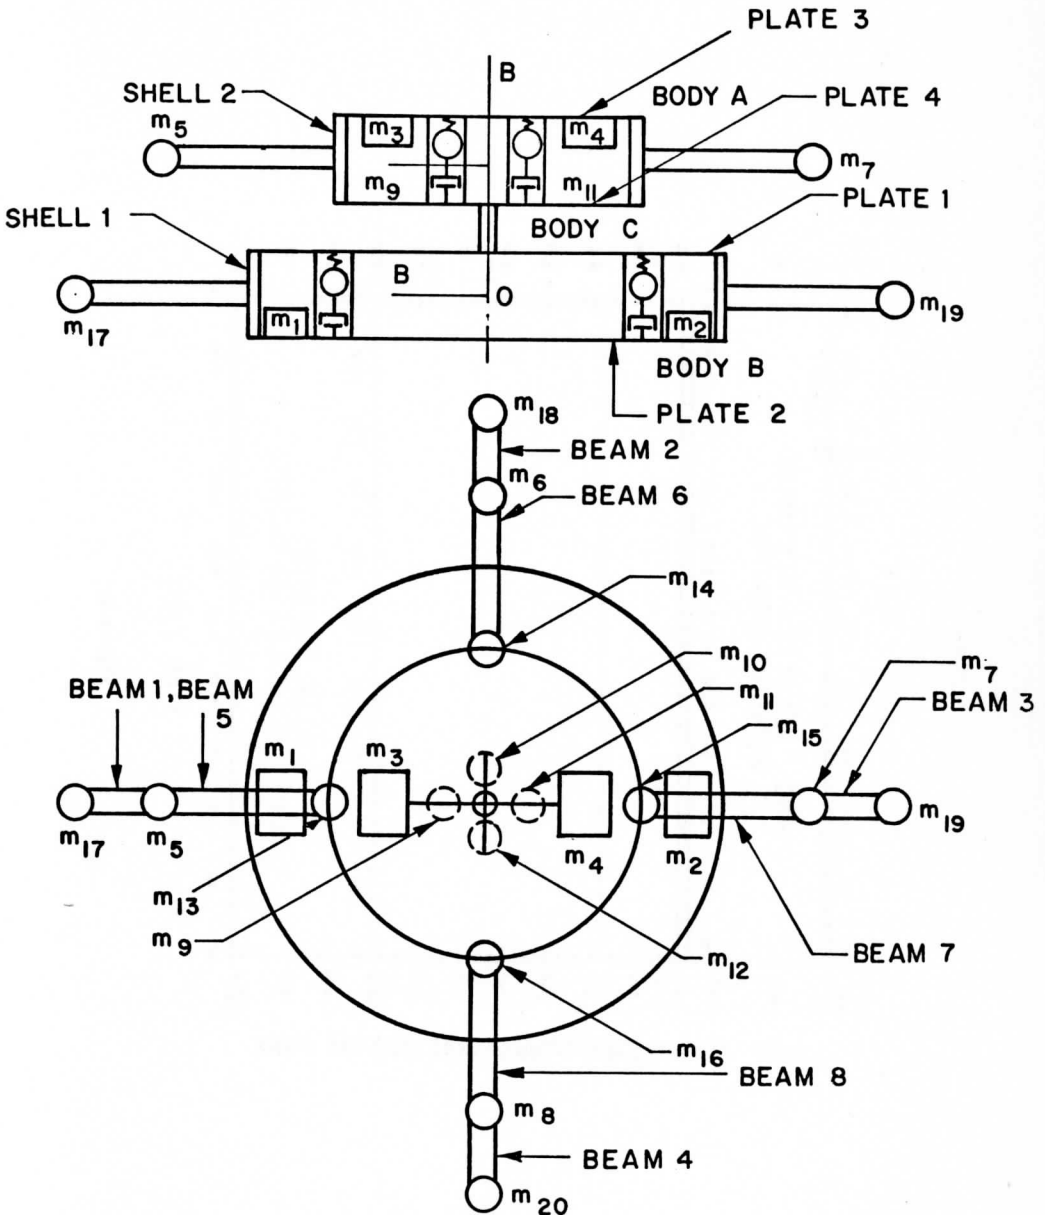 PLATE 3
B
BODY A
SHELL 2
PLATE 4
m5
m3
m4
m7
m9
m11
PLATE 1
SHELL 1
BODY C
B
O
m17
m1
m2
m19
BODY B
PLATE 2
m18
BEAM 2
m6
BEAM 6
m14
m10
m7
BEAM 1, BEAM
5
m11
BEAM 3
m15
m1
m3
m17
m5
m4
m2
m19
m13
m9
m12
BEAM 7
m16
BEAM 8
m8
BEAM 4
m20